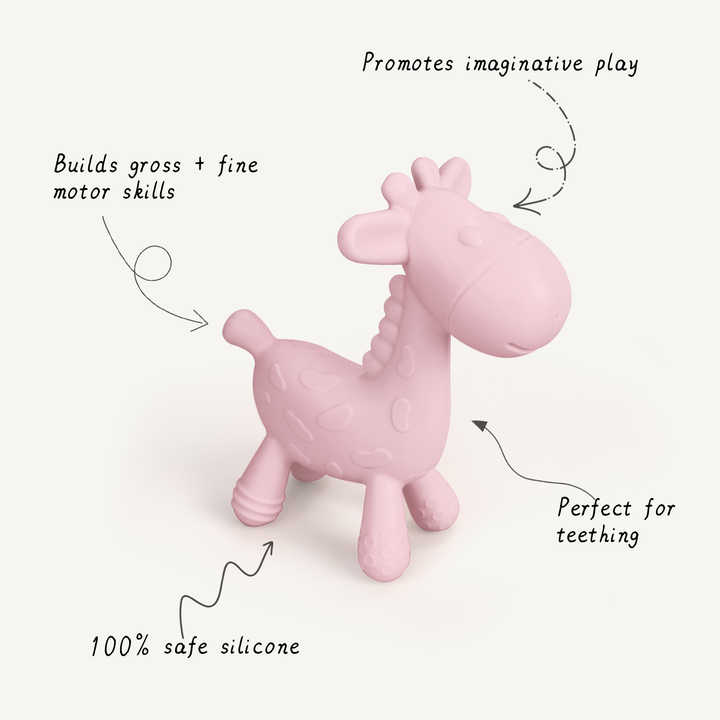 Promotes imaginative play
Builds gross + fine
motor skills
Perfect for
teething
100% safe silicone